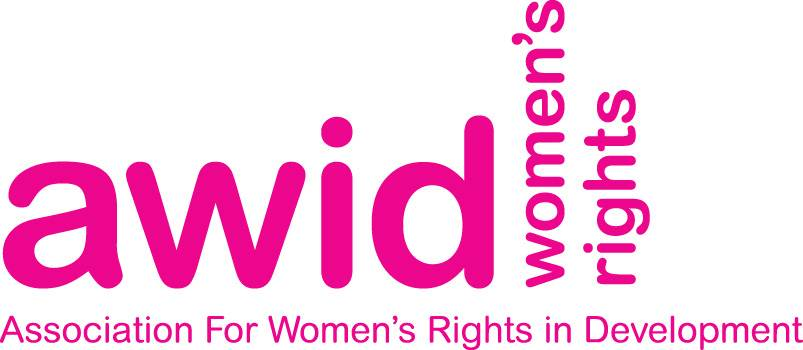 awid
women's
rights
Association For Women's Rights in Development